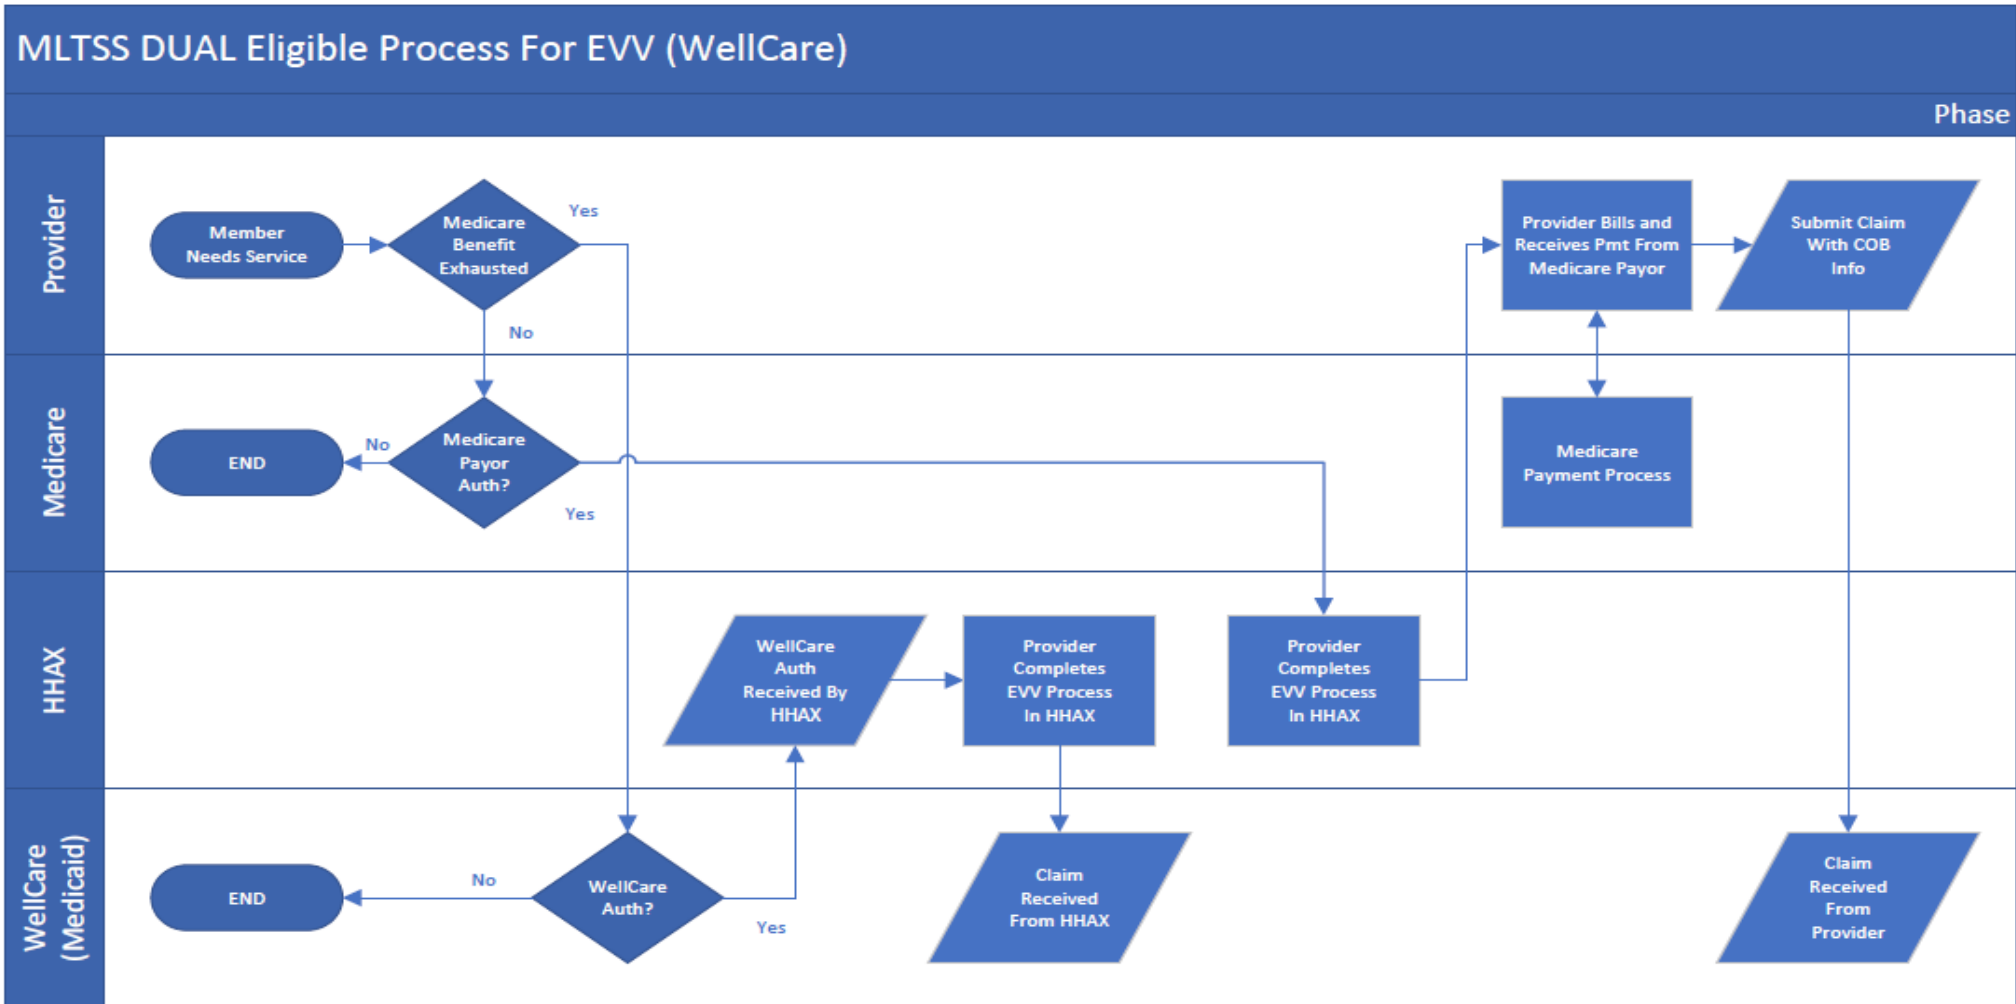 MLTSS DUAL Eligible Process For EVV (WellCare)
Phase
Provider
Member
Needs Service
Medicare
Benefit
Exhausted
Yes
No
Provider Bills and
Receives Pmt From
Medicare Payor
Submit Claim
With COB
Info
Medicare
END
No
Medicare
Payor
Auth?
Yes
Medicare
Payment Process
HHAX
WellCare
Auth
Received By
HHAX
Provider
Completes
EVV Process
In HHAX
Provider
Completes
EVV Process
In HHAX
WellCare
(Medicaid)
END
No
WellCare
Auth?
Yes
Claim
Received
From HHAX
Claim
Received
From
Provider